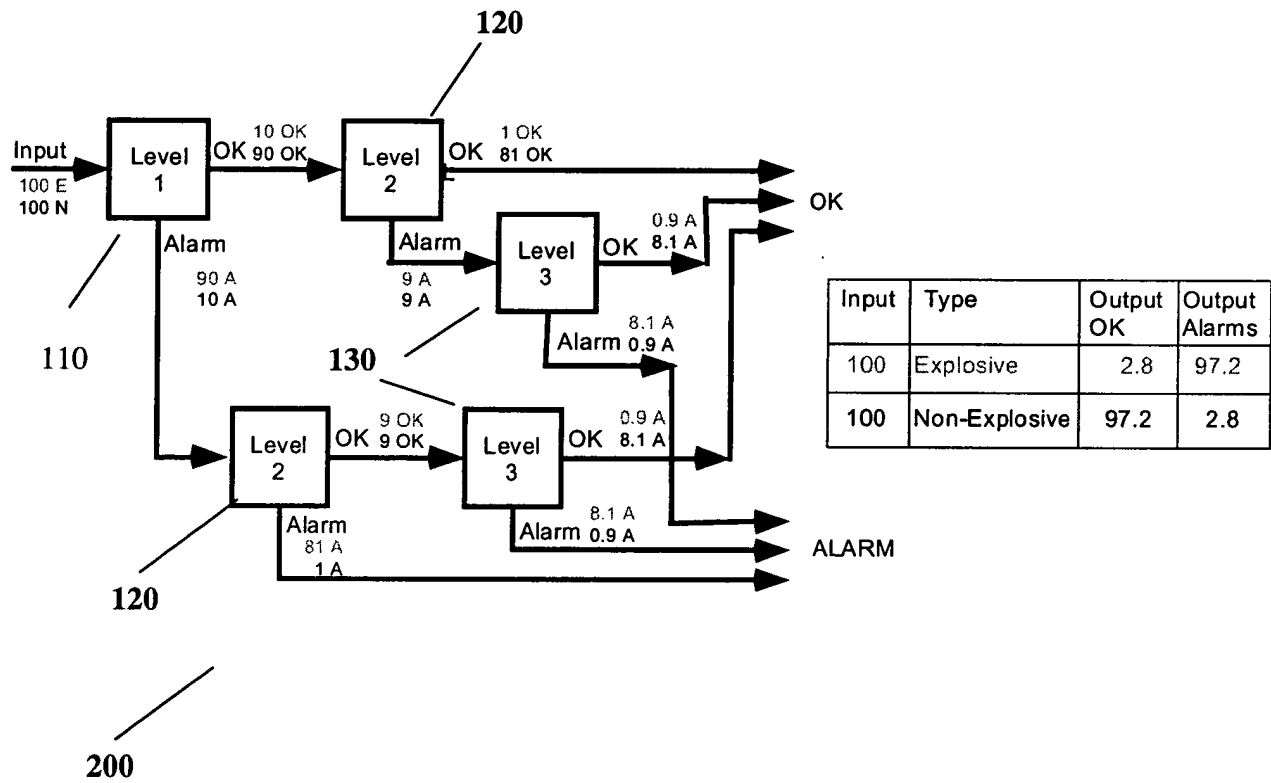 120
Input
100 E
100 N
Level
1
OK
10 OK
90 OK
Level
2
OK
1 OK
81 OK
OK
Alarm
90 A
10 A
Alarm
9 A
9 A
Level
3
OK
0.9 A
8.1 A
Alarm
8.1 A
0.9 A
110
130
Level
2
OK
9 OK
9 OK
Level
3
OK
0.9 A
8.1 A
Alarm
81 A
1 A
Alarm
8.1 A
0.9 A
ALARM
120
200
Input Type Output OK Output Alarms
100 Explosive 2.8 97.2
100 Non-Explosive 97.2 2.8